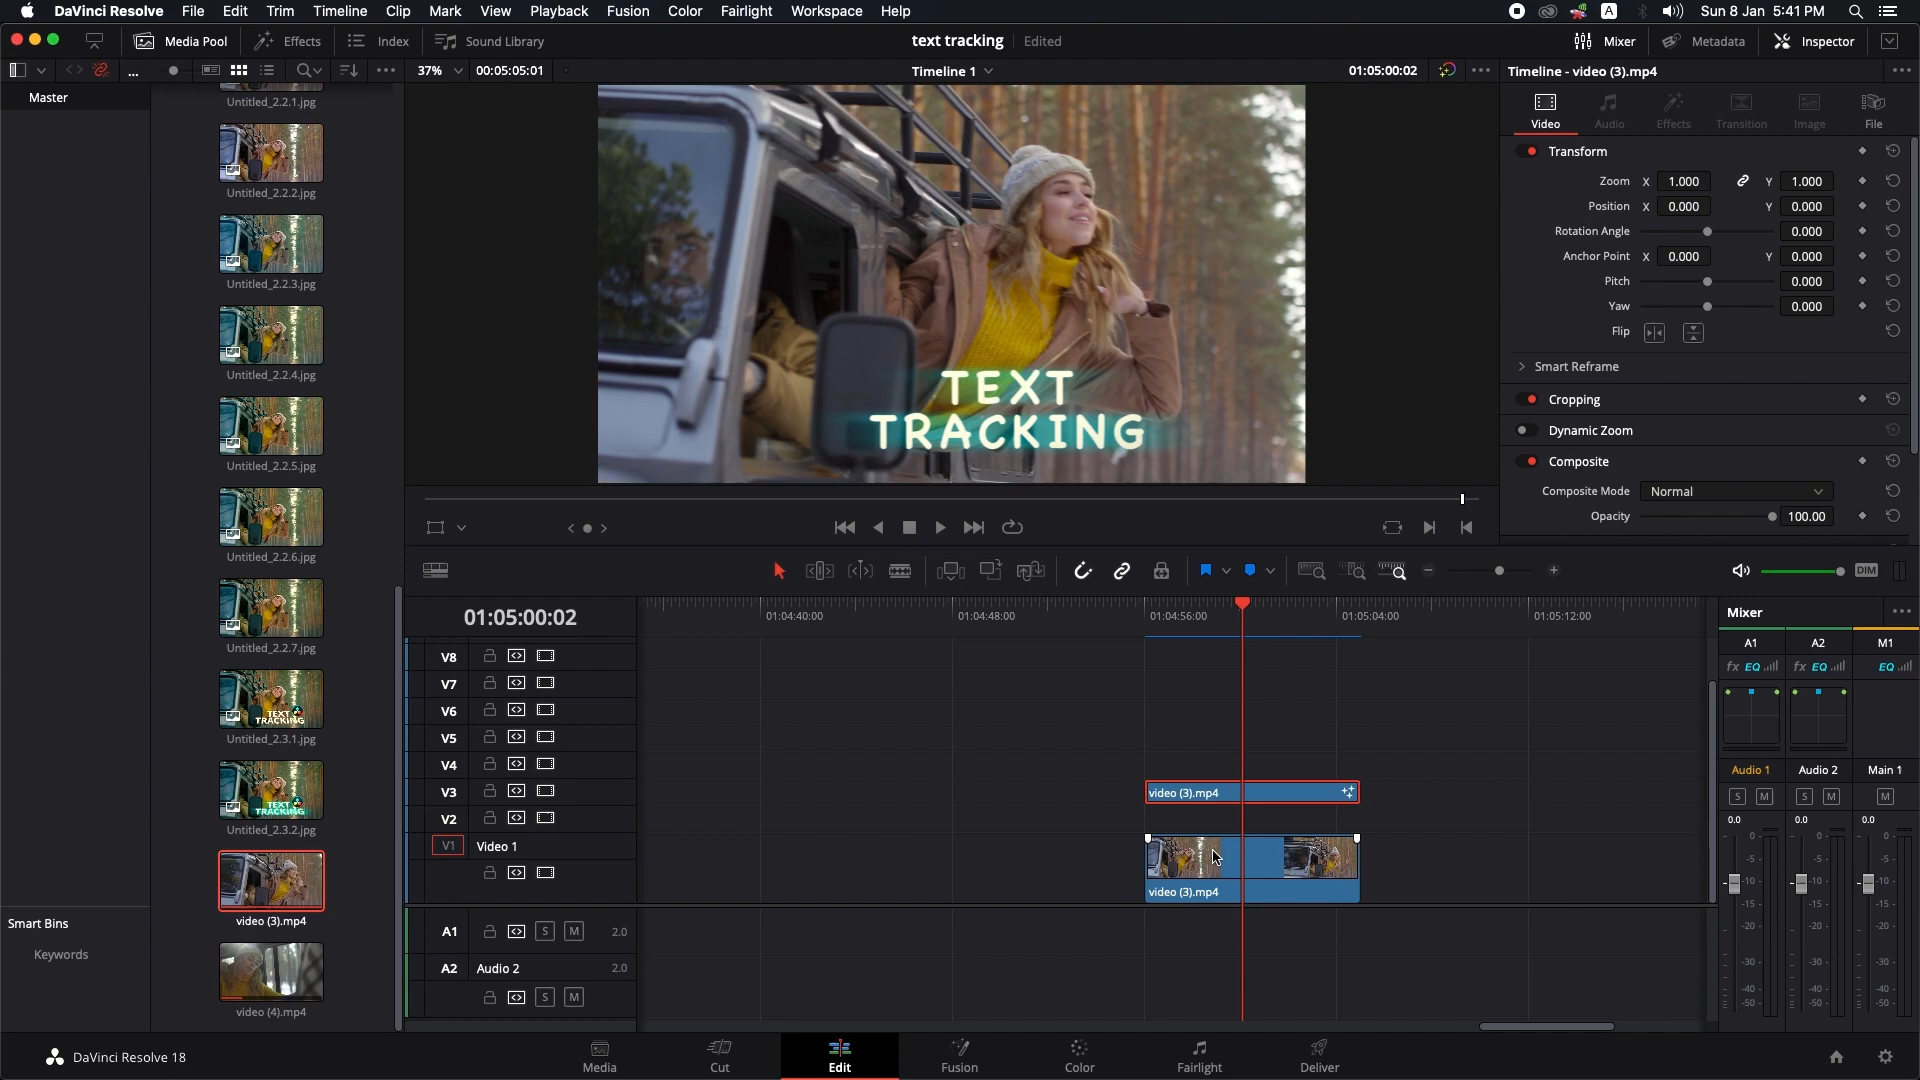 DaVinci Resolve File Edit Trim Timeline Clip Mark View Playback Fusion Color Fairlight Workspace Help A Sun 8 Jan 5:41 PM
Media Pool Effects Index Sound Library text tracking Edited Mixer Metadata Inspector
37% 00:05:05:01 Timeline 1 01:05:00:02 Timeline - video (3).mp4
Master
Untitled_2.2.1.jpg
Untitled_2.2.2.jpg
Untitled_2.2.3.jpg
Untitled_2.2.4.jpg
Untitled_2.2.5.jpg
Untitled_2.2.6.jpg
Untitled_2.2.7.jpg
TEXT
TRACKING
Untitled_2.3.1.jpg
TEXT
TRACKING
Untitled_2.3.2.jpg
video (3).mp4
video (4).mp4
Smart Bins
Keywords
TEXT
TRACKING
Video Audio Effects Transition Image File
Transform
Zoom X 1.000 Y 1.000
Position X 0.000 Y 0.000
Rotation Angle 0.000
Anchor Point X 0.000 Y 0.000
Pitch 0.000
Yaw 0.000
Flip
Smart Reframe
Cropping
Dynamic Zoom
Composite
Composite Mode Normal
Opacity 100.00
DIM
01:05:00:02 01:04:40:00 01:04:48:00 01:04:56:00 01:05:04:00 01:05:12:00
V8
V7
V6
V5
V4
V3 video (3).mp4
V2
V1 Video 1
video (3).mp4
A1 S M 2.0
A2 Audio 2 2.0
S M
Mixer
A1 A2 M1
fx EQ fx EQ EQ
Audio 1 Audio 2 Main 1
S M S M M
0.0 0.0 0.0
0- 0- 0-
-5- -5- -5-
-10- -10- -10-
-15- -15- -15-
-20- -20- -20-
-30- -30- -30-
-40- -40- -40-
-50- -50- -50-
DaVinci Resolve 18 Media Cut Edit Fusion Color Fairlight Deliver